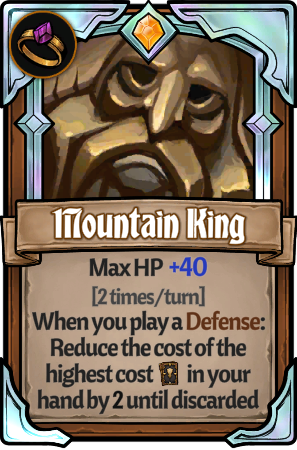 Mountain King
Max HP +40
[2 times/turn]
When you play a Defense:
Reduce the cost of the
highest cost in your
hand by 2 until discarded